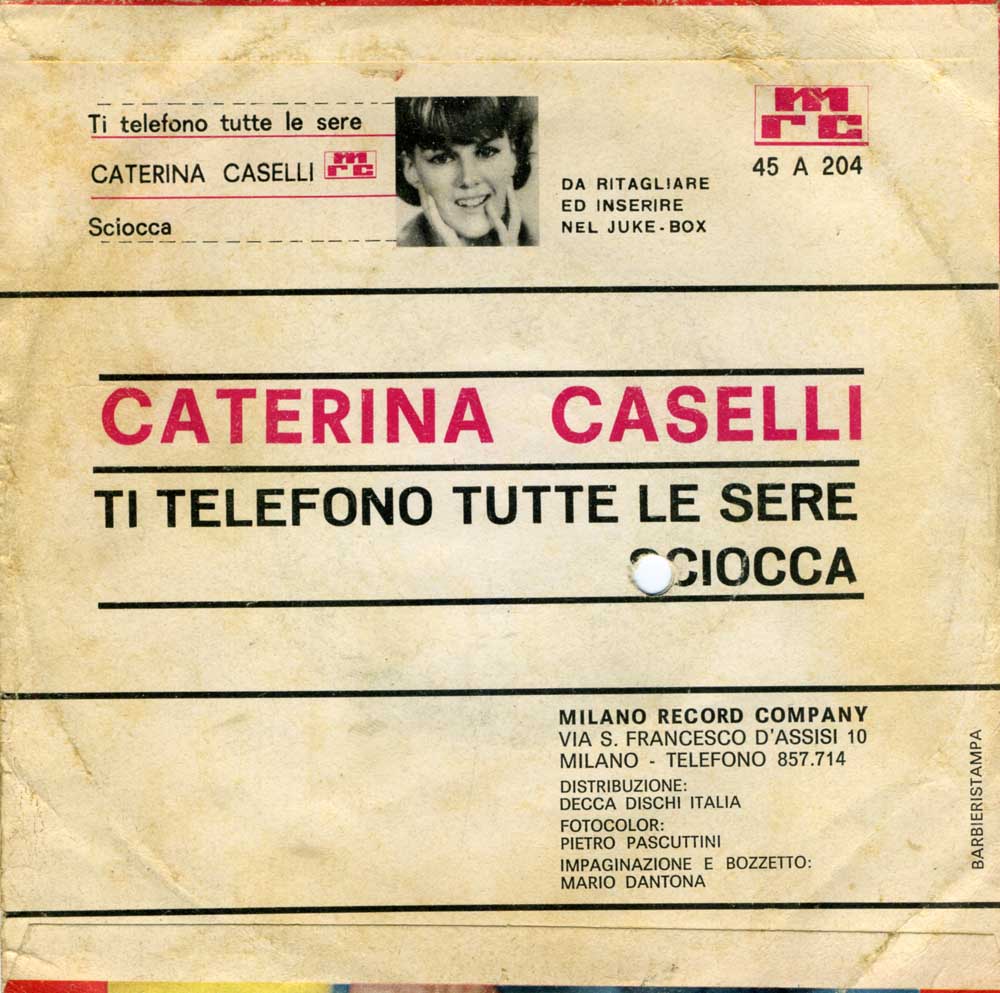 Ti telefono tutte le sere
CATERINA CASELLI mrc
Sciocca
DA RITAGLIARE
ED INSERIRE
NEL JUKE-BOX
mrc
45 A 204
CATERINA CASELLI
TI TELEFONO TUTTE LE SERE
SCIOCCA
MILANO RECORD COMPANY
VIA S. FRANCESCO D'ASSISI 10
MILANO - TELEFONO 857.714
DISTRIBUZIONE:
DECCA DISCHI ITALIA
FOTOCOLOR:
PIETRO PASCUTTINI
IMPAGINAZIONE E BOZZETTO:
MARIO DANTONA
BARBIERISTAMPA